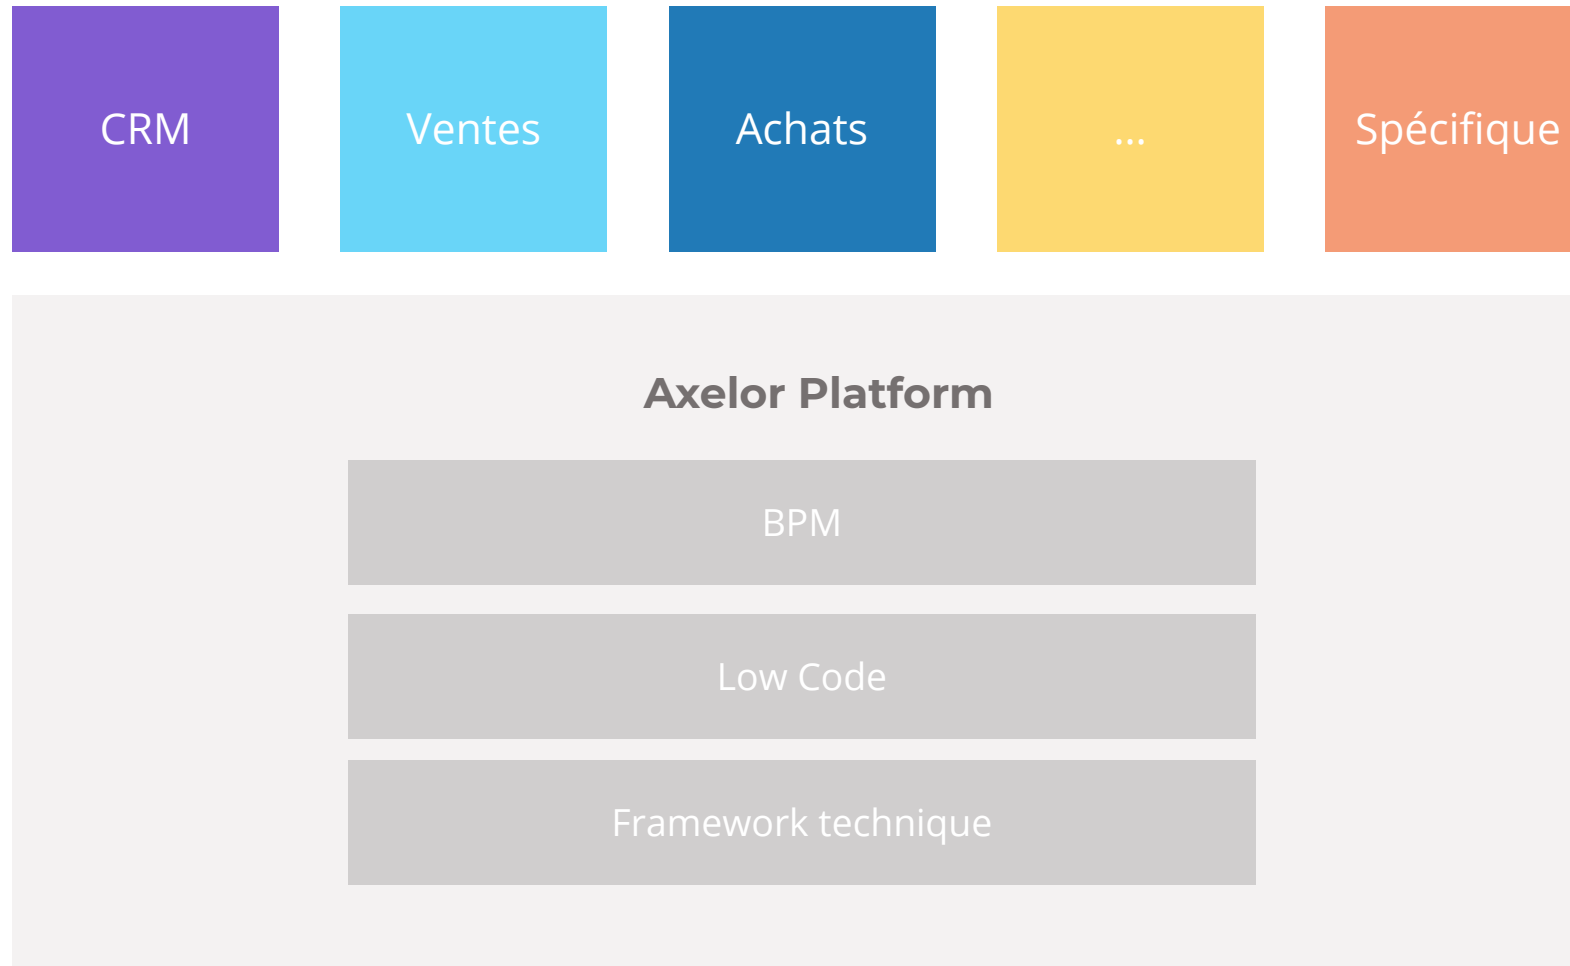 CRM
Ventes
Achats
...
Spécifique
Axelor Platform
BPM
Low Code
Framework technique